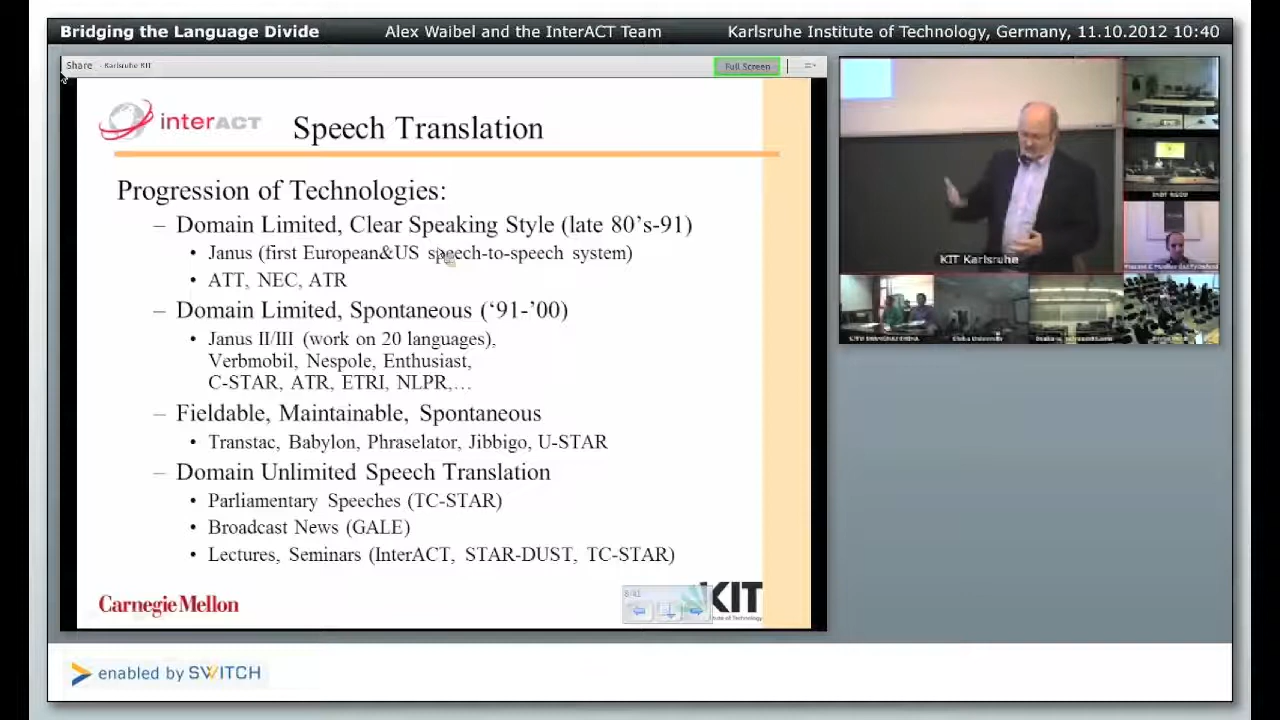 Bridging the Language Divide Alex Waibel and the InterACT Team Karlsruhe Institute of Technology, Germany, 11.10.2012 10:40
Share - Karlsruhe KIT Full Screen
interACT
Speech Translation
Progression of Technologies:
– Domain Limited, Clear Speaking Style (late 80's-91)
• Janus (first European&US speech-to-speech system)
• ATT, NEC, ATR
– Domain Limited, Spontaneous (‘91-’00)
• Janus II/III (work on 20 languages),
Verbmobil, Nespole, Enthusiast,
C-STAR, ATR, ETRI, NLPR,…
– Fieldable, Maintainable, Spontaneous
• Transtac, Babylon, Phraselator, Jibbigo, U-STAR
– Domain Unlimited Speech Translation
• Parliamentary Speeches (TC-STAR)
• Broadcast News (GALE)
• Lectures, Seminars (InterACT, STAR-DUST, TC-STAR)
Carnegie Mellon
KIT
KIT Karlsruhe
enabled by SWITCH